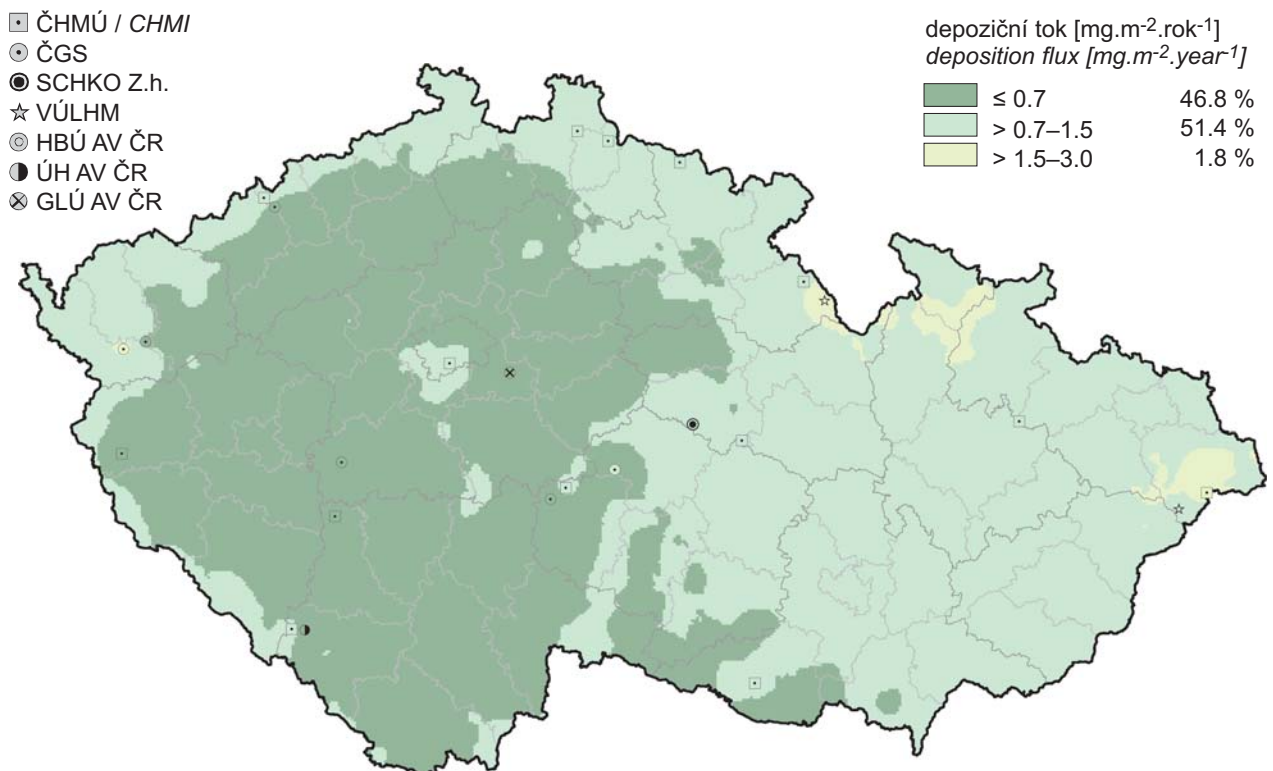 ČHMÚ / CHMI
ČGS
SCHKO Z.h.
VÚLHM
HBÚ AV ČR
ÚH AV ČR
GLÚ AV ČR
depoziční tok [mg.m-2.rok-1]
deposition flux [mg.m-2.year-1]
≤ 0.7 46.8 %
> 0.7–1.5 51.4 %
> 1.5–3.0 1.8 %